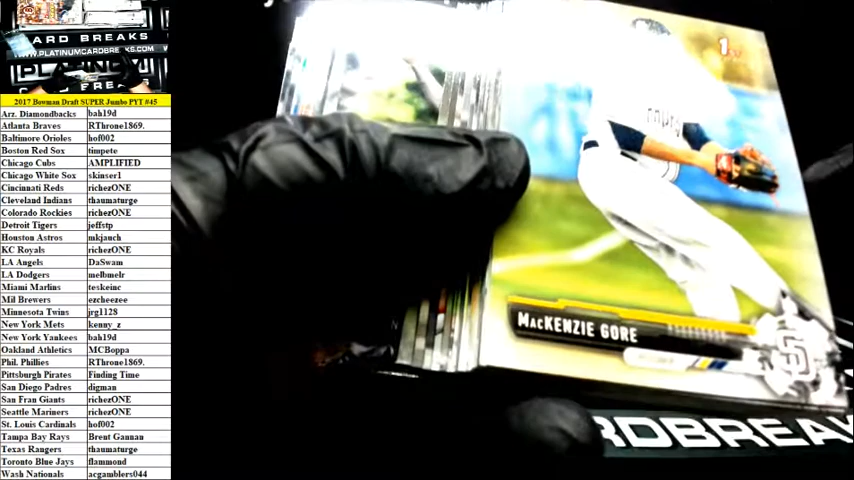 CARD BREAKS
WWW.PLATINUMCARDBREAKS.COM
2017 Bowman Draft SUPER Jumbo PYT #45
Arz. Diamondbacks bah19d
Atlanta Braves RThrone1869.
Baltimore Orioles hof002
Boston Red Sox timpete
Chicago Cubs AMPLIFIED
Chicago White Sox skinser1
Cincinnati Reds richezONE
Cleveland Indians thaumaturge
Colorado Rockies richezONE
Detroit Tigers jeffstp
Houston Astros mkjauch
KC Royals richezONE
LA Angels DaSwam
LA Dodgers melbmelr
Miami Marlins teskeinc
Mil Brewers ezcheezee
Minnesota Twins jrg1128
New York Mets kenny_z
New York Yankees bah19d
Oakland Athletics MCBoppa
Phil. Phillies RThrone1869.
Pittsburgh Pirates Finding Time
San Diego Padres digman
San Fran Giants richezONE
Seattle Mariners richezONE
St. Louis Cardinals hof002
Tampa Bay Rays Brent Gannan
Texas Rangers thaumaturge
Toronto Blue Jays flammond
Wash Nationals acgamblers044
1st
MACKENZIE GORE
SD
RDBREA